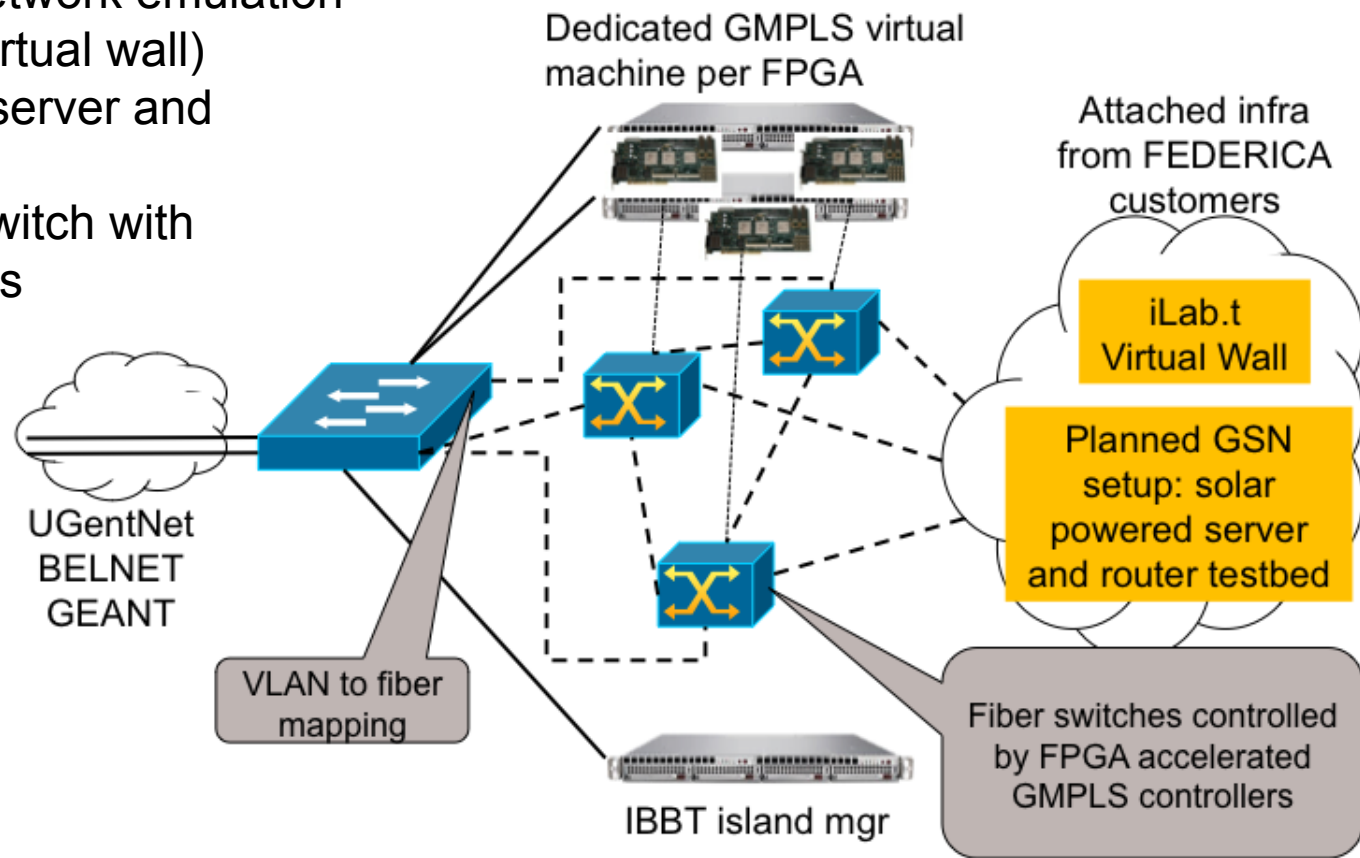 etwork emulation
rtual wall)
server and
witch with
s
Dedicated GMPLS virtual
machine per FPGA
Attached infra
from FEDERICA
customers
iLab.t
Virtual Wall
Planned GSN
setup: solar
powered server
and router testbed
UGentNet
BELNET
GEANT
VLAN to fiber
mapping
Fiber switches controlled
by FPGA accelerated
GMPLS controllers
IBBT island mgr